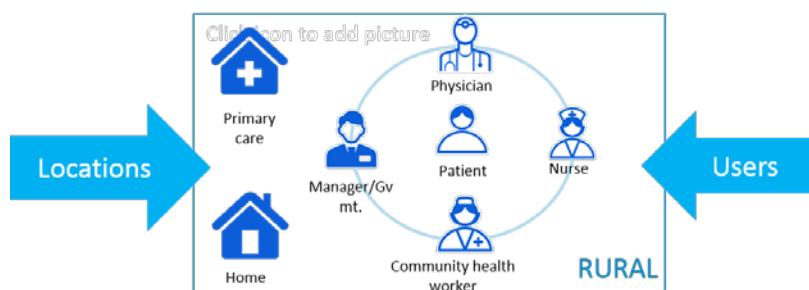 Click icon to add picture
Physician
Primary
care
Locations
Users
Manager/Gv
mt.
Patient
Nurse
Home
Community health
worker
RURAL